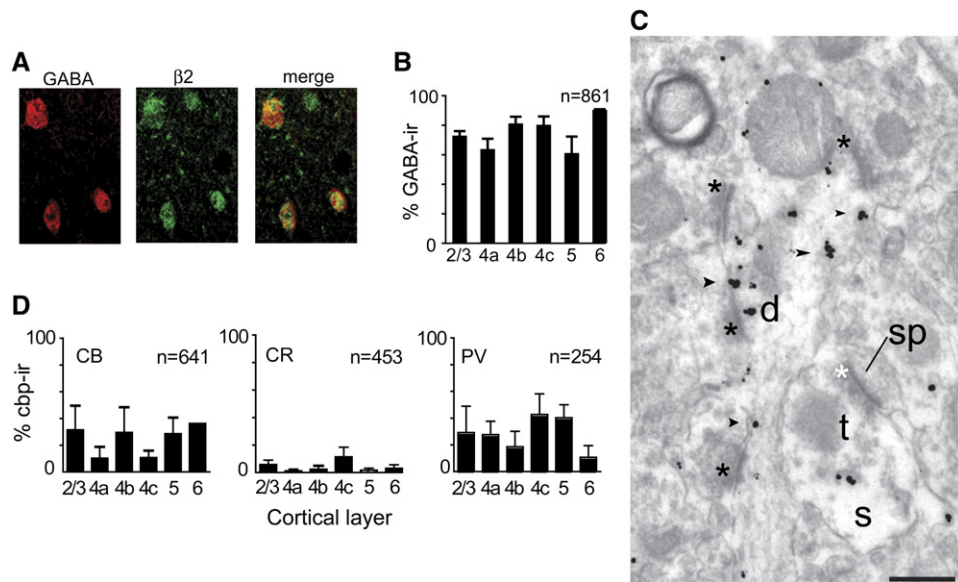 A
GABA
β2
merge
B
n=861
100
% GABA-ir
0
2/3 4a 4b 4c 5 6
C
*
*
*
d
sp
*
t
*
s
D
100
CB
n=641
% cbp-ir
0
2/3 4a 4b 4c 5 6
100
CR
n=453
0
2/3 4a 4b 4c 5 6
100
PV
n=254
0
2/3 4a 4b 4c 5 6
Cortical layer